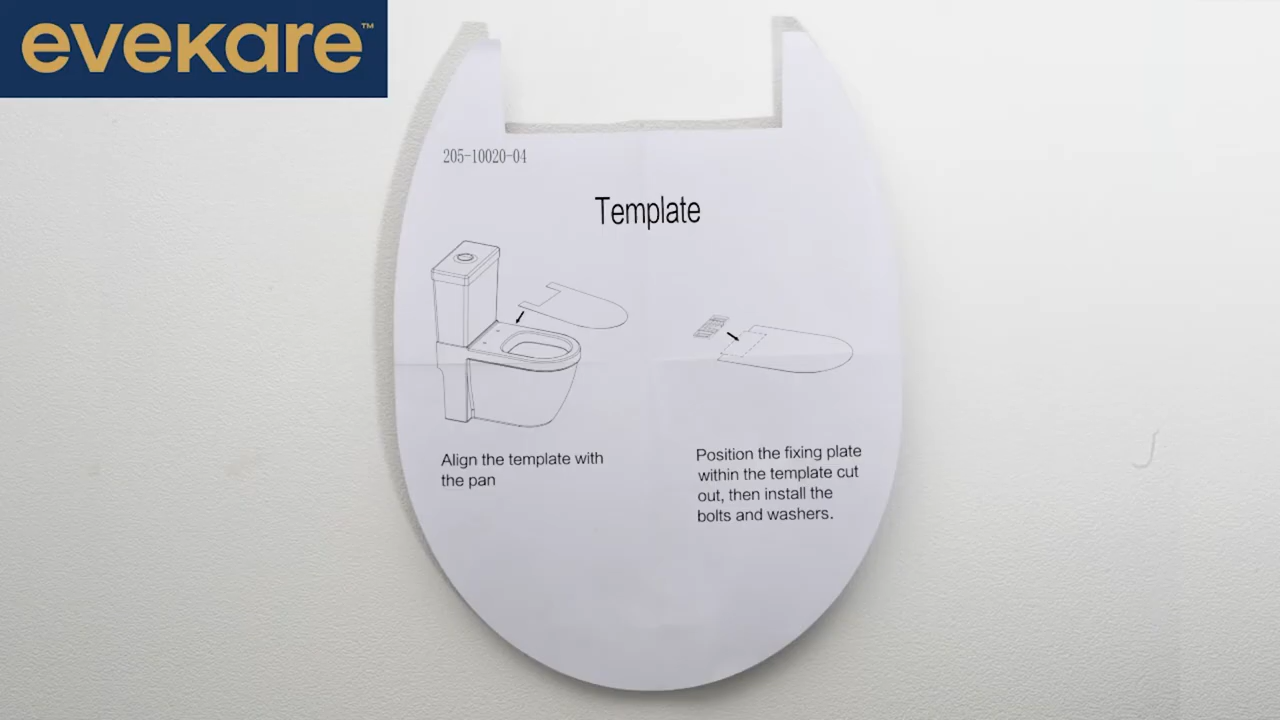 evekare™
205-10020-04
Template
Align the template with
the pan
Position the fixing plate
within the template cut
out, then install the
bolts and washers.